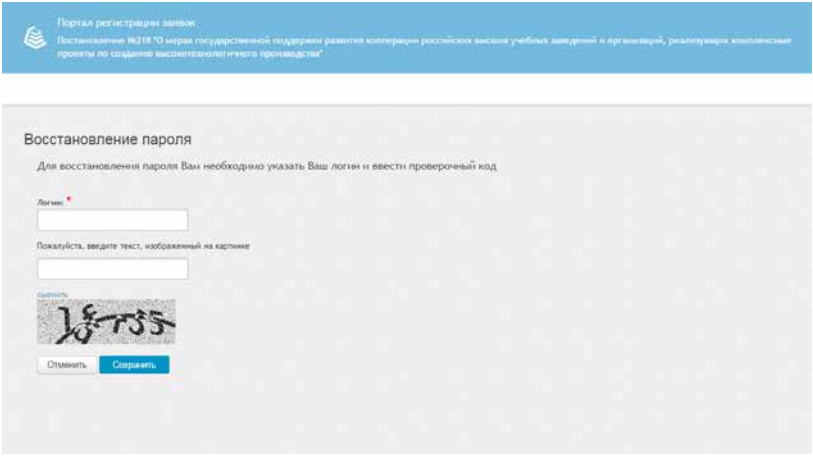 Портал регистрации заявок
Постановление №218 "О мерах государственной поддержки развития кооперации российских высших учебных заведений и организаций, реализующих комплексные
проекты по созданию высокотехнологичного производства"
Восстановление пароля
Для восстановления пароля Вам необходимо указать Ваш логин и ввести проверочный код
Логин: *
Пожалуйста, введите текст, изображенный на картинке
сменить
Отменить Сохранить